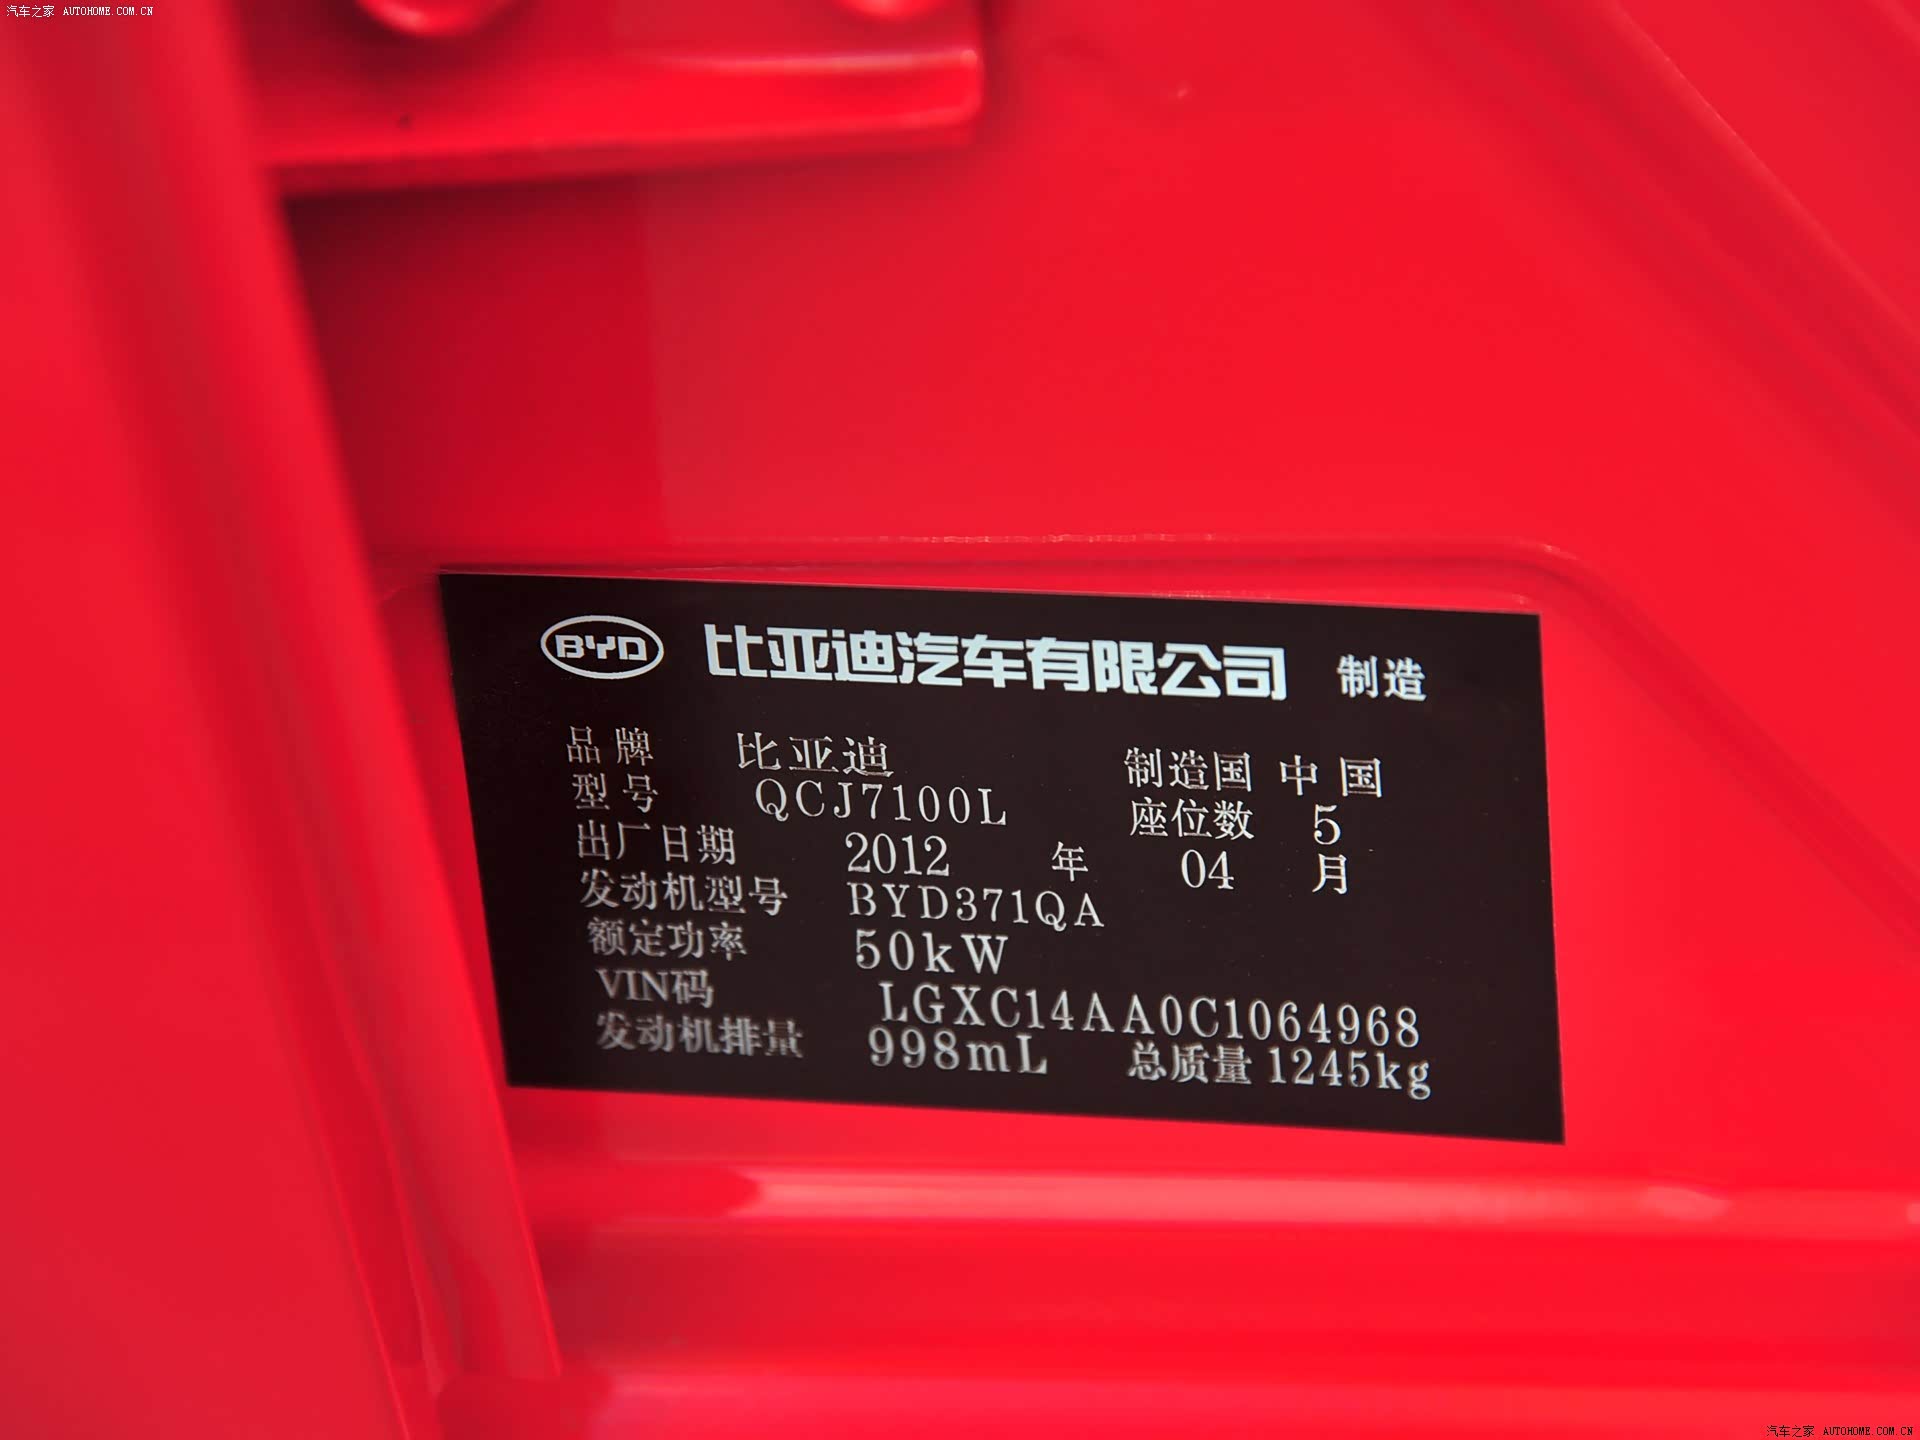 汽车之家 AUTOHOME.COM.CN
BYD 比亚迪汽车有限公司 制造
品牌 比亚迪 制造国 中国
型号 QCJ7100L 座位数 5
出厂日期 2012 年 04 月
发动机型号 BYD371QA
额定功率 50kW
VIN码 LGXC14AA0C1064968
发动机排量 998mL 总质量 1245kg
汽车之家 AUTOHOME.COM.CN